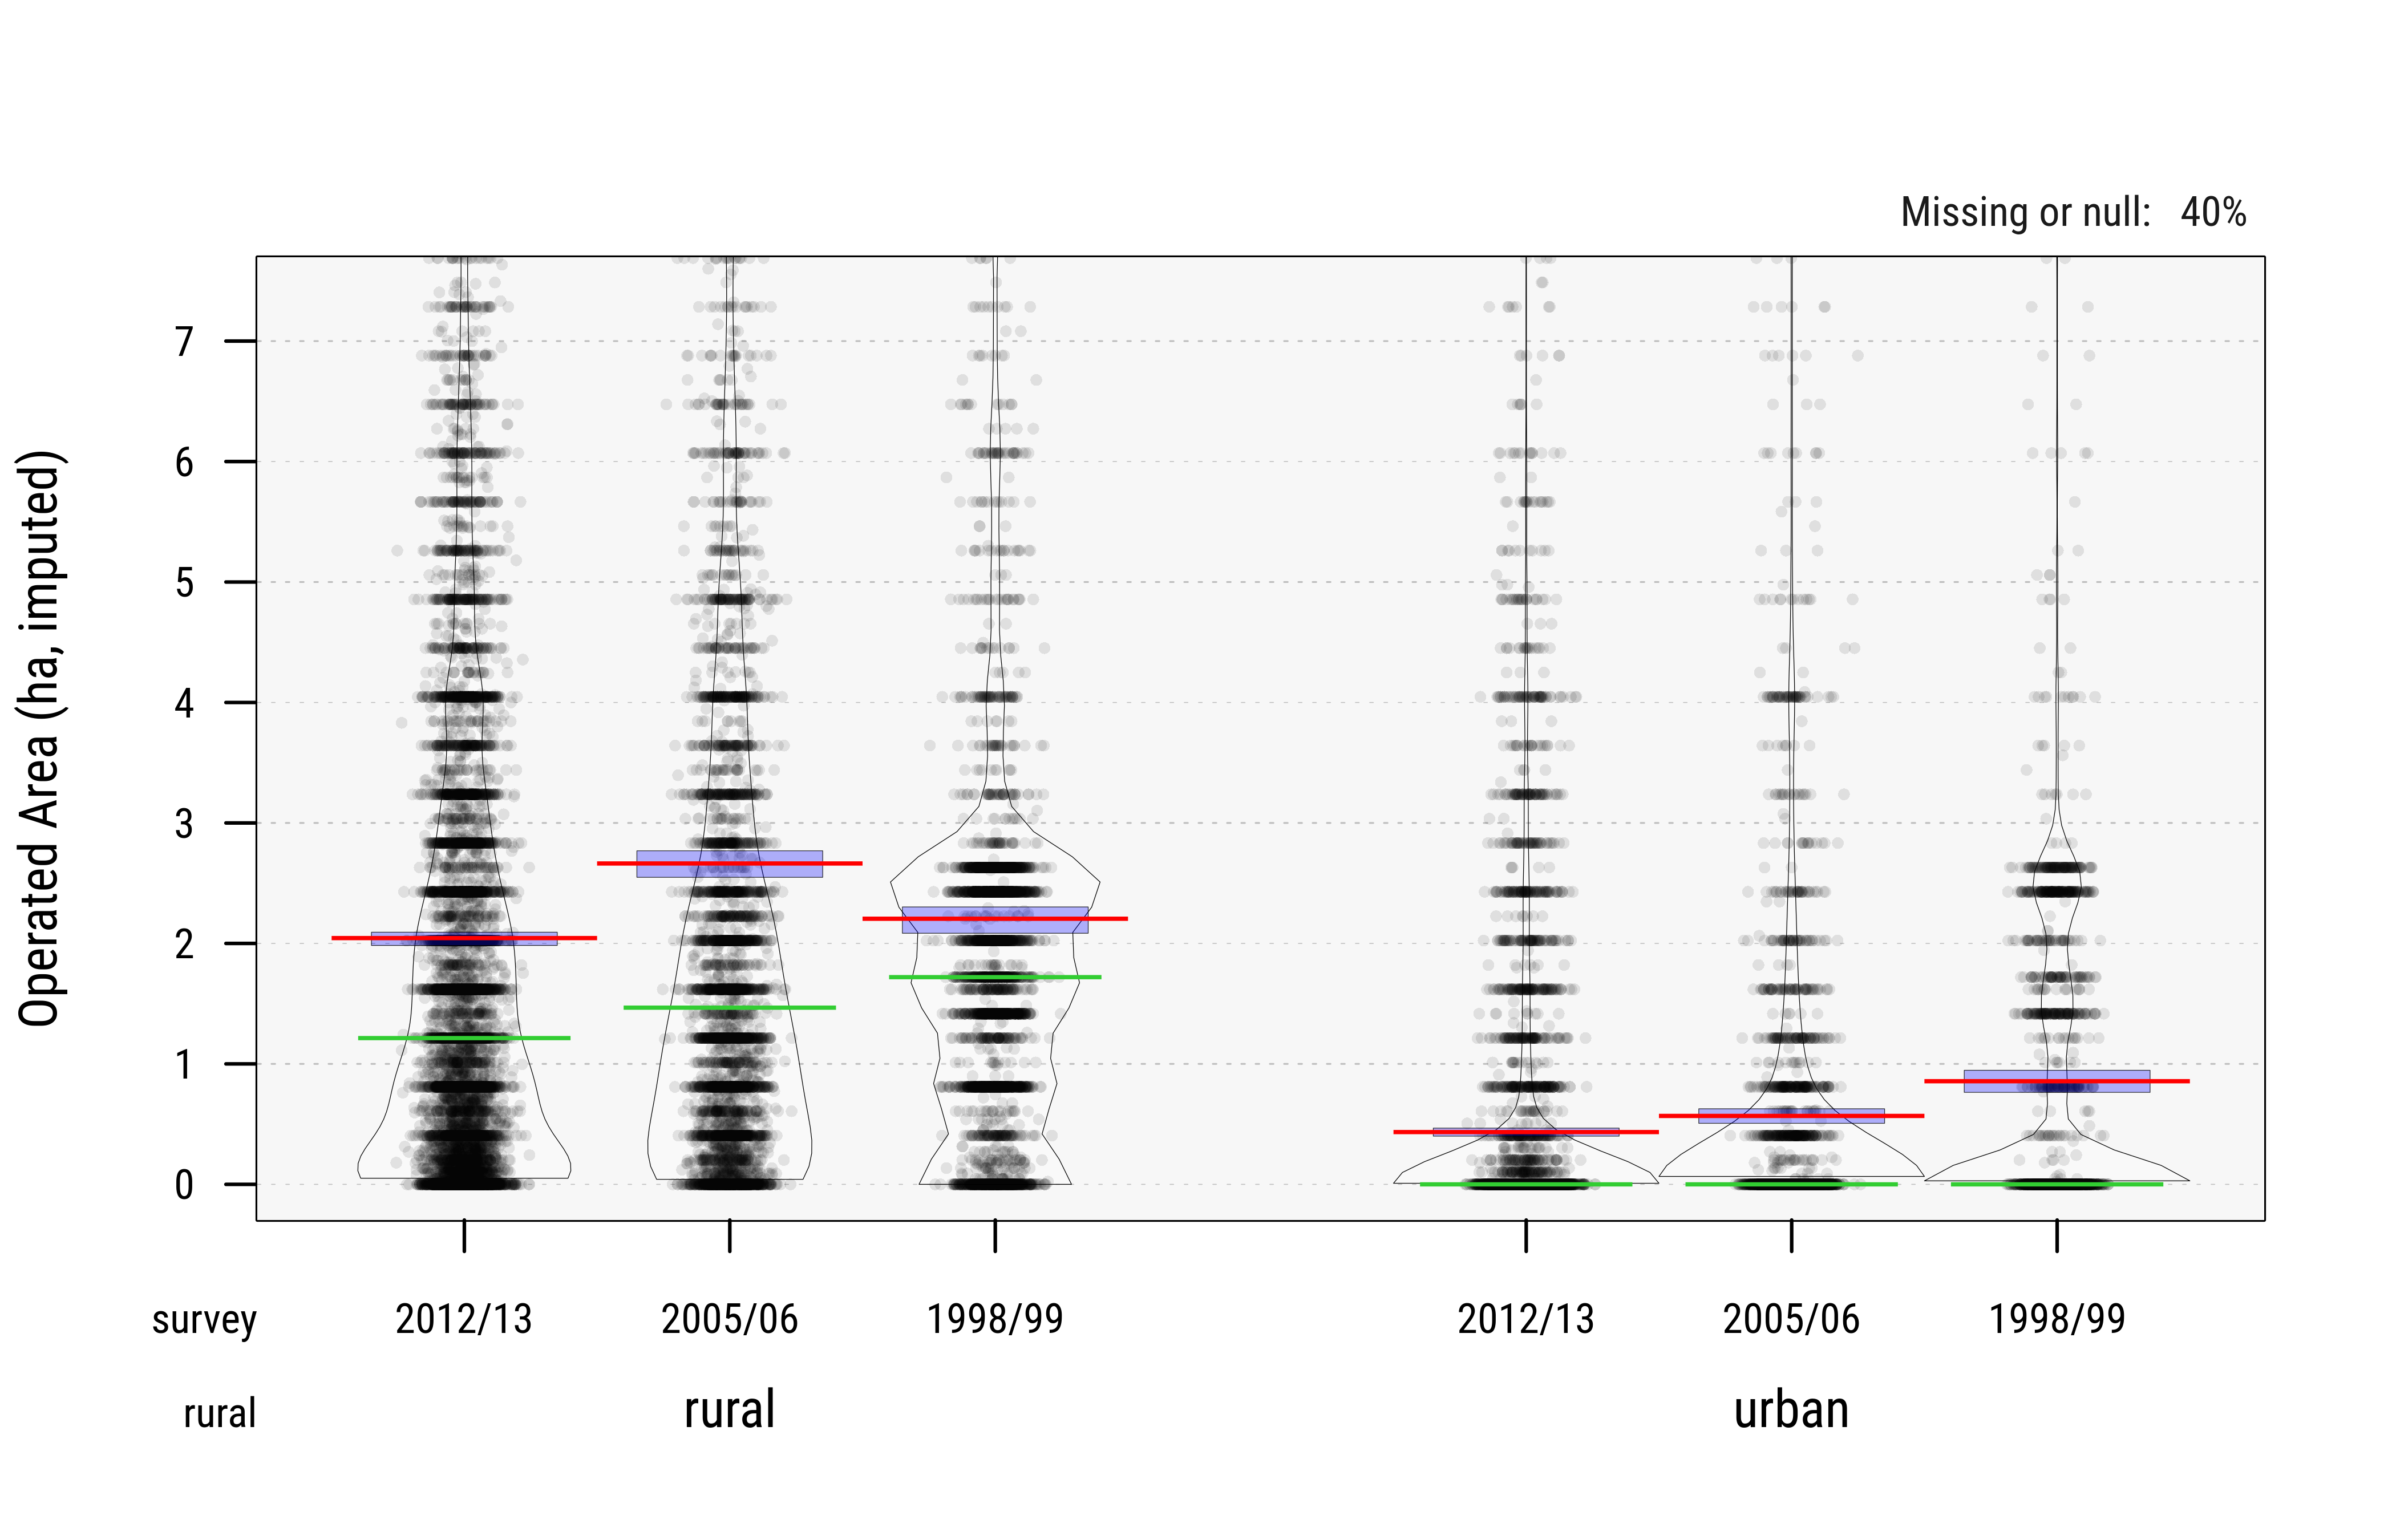 Missing or null: 40%
Operated Area (ha, imputed)
7
6
5
4
3
2
1
0
survey 2012/13 2005/06 1998/99 2012/13 2005/06 1998/99
rural rural urban